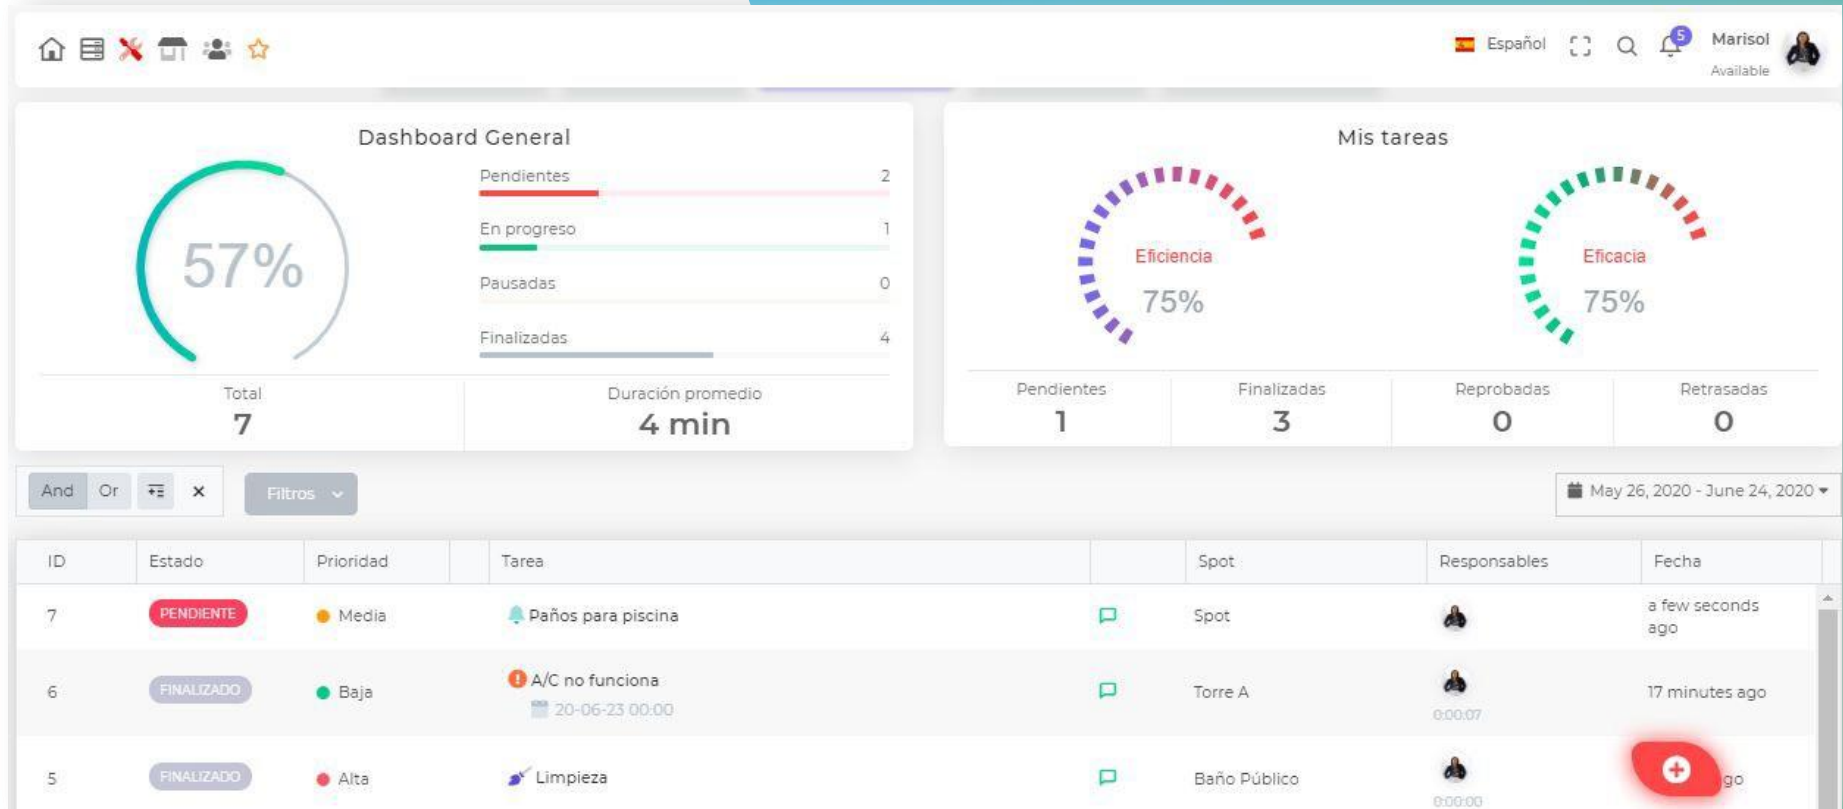 Español
5
Marisol
Available
Dashboard General
57%
Pendientes 2
En progreso 1
Pausadas 0
Finalizadas 4
Total
7
Duración promedio
4 min
Mis tareas
Eficiencia
75%
Eficacia
75%
Pendientes
1
Finalizadas
3
Reprobadas
0
Retrasadas
0
And Or
Filtros
May 26, 2020 - June 24, 2020
ID Estado Prioridad Tarea Spot Responsables Fecha
7 PENDIENTE Media Paños para piscina Spot a few seconds
ago
6 FINALIZADO Baja A/C no funciona Torre A 17 minutes ago
20-06-23 00:00
0:00:07
5 FINALIZADO Alta Limpieza Baño Público
0:00:00